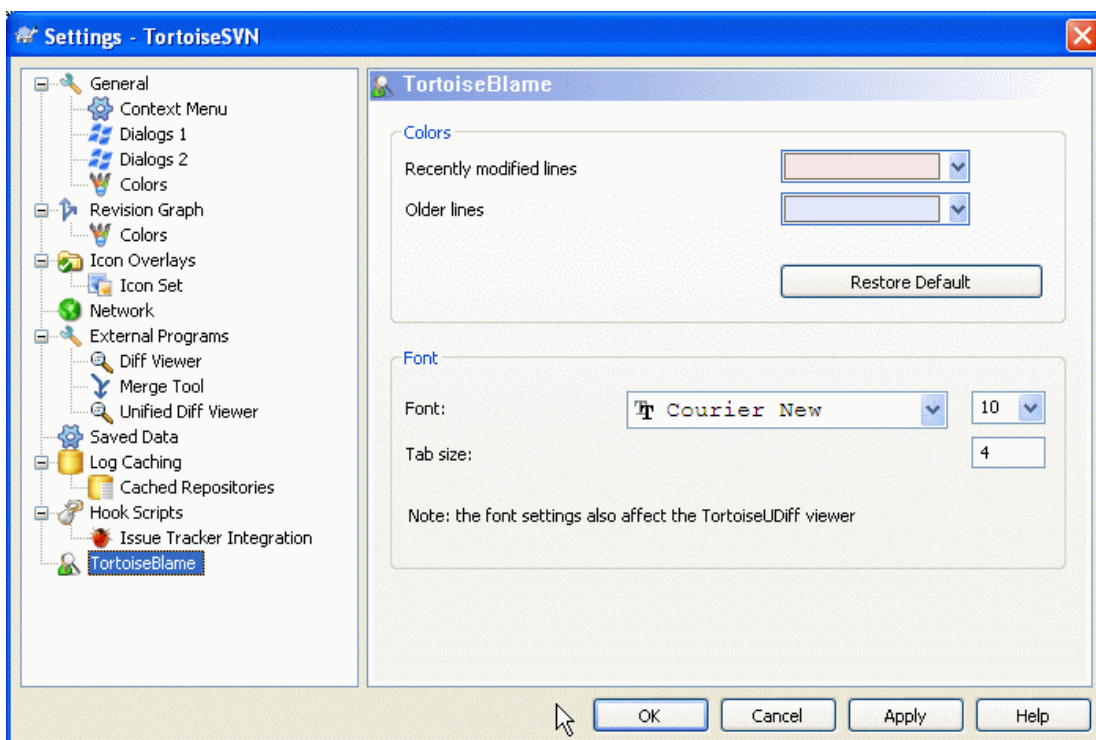 Settings - TortoiseSVN
General
Context Menu
Dialogs 1
Dialogs 2
Colors
Revision Graph
Colors
Icon Overlays
Icon Set
Network
External Programs
Diff Viewer
Merge Tool
Unified Diff Viewer
Saved Data
Log Caching
Cached Repositories
Hook Scripts
Issue Tracker Integration
TortoiseBlame
TortoiseBlame
Colors
Recently modified lines
Older lines
Restore Default
Font
Font: Courier New 10
Tab size: 4
Note: the font settings also affect the TortoiseUDiff viewer
OK Cancel Apply Help